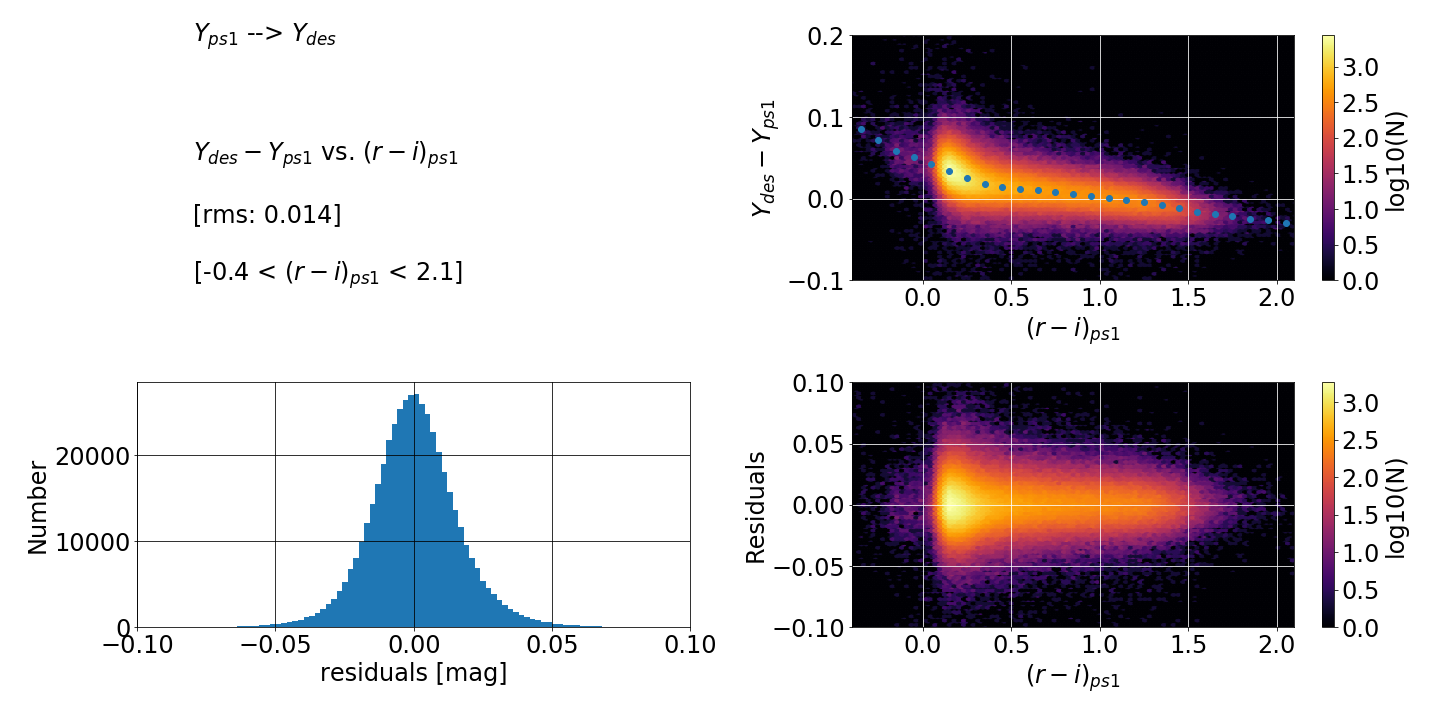 Y_ps1 --> Y_des
Y_des − Y_ps1 vs. (r − i)_ps1
[rms: 0.014]
[-0.4 < (r − i)_ps1 < 2.1]
0.2
0.1
0.0
−0.1
Y_des − Y_ps1
0.0 0.5 1.0 1.5 2.0
(r − i)_ps1
3.0
2.5
2.0
1.5
1.0
0.5
0.0
log10(N)
20000
10000
0
Number
−0.10 −0.05 0.00 0.05 0.10
residuals [mag]
0.10
0.05
0.00
−0.05
−0.10
Residuals
0.0 0.5 1.0 1.5 2.0
(r − i)_ps1
3.0
2.5
2.0
1.5
1.0
0.5
0.0
log10(N)